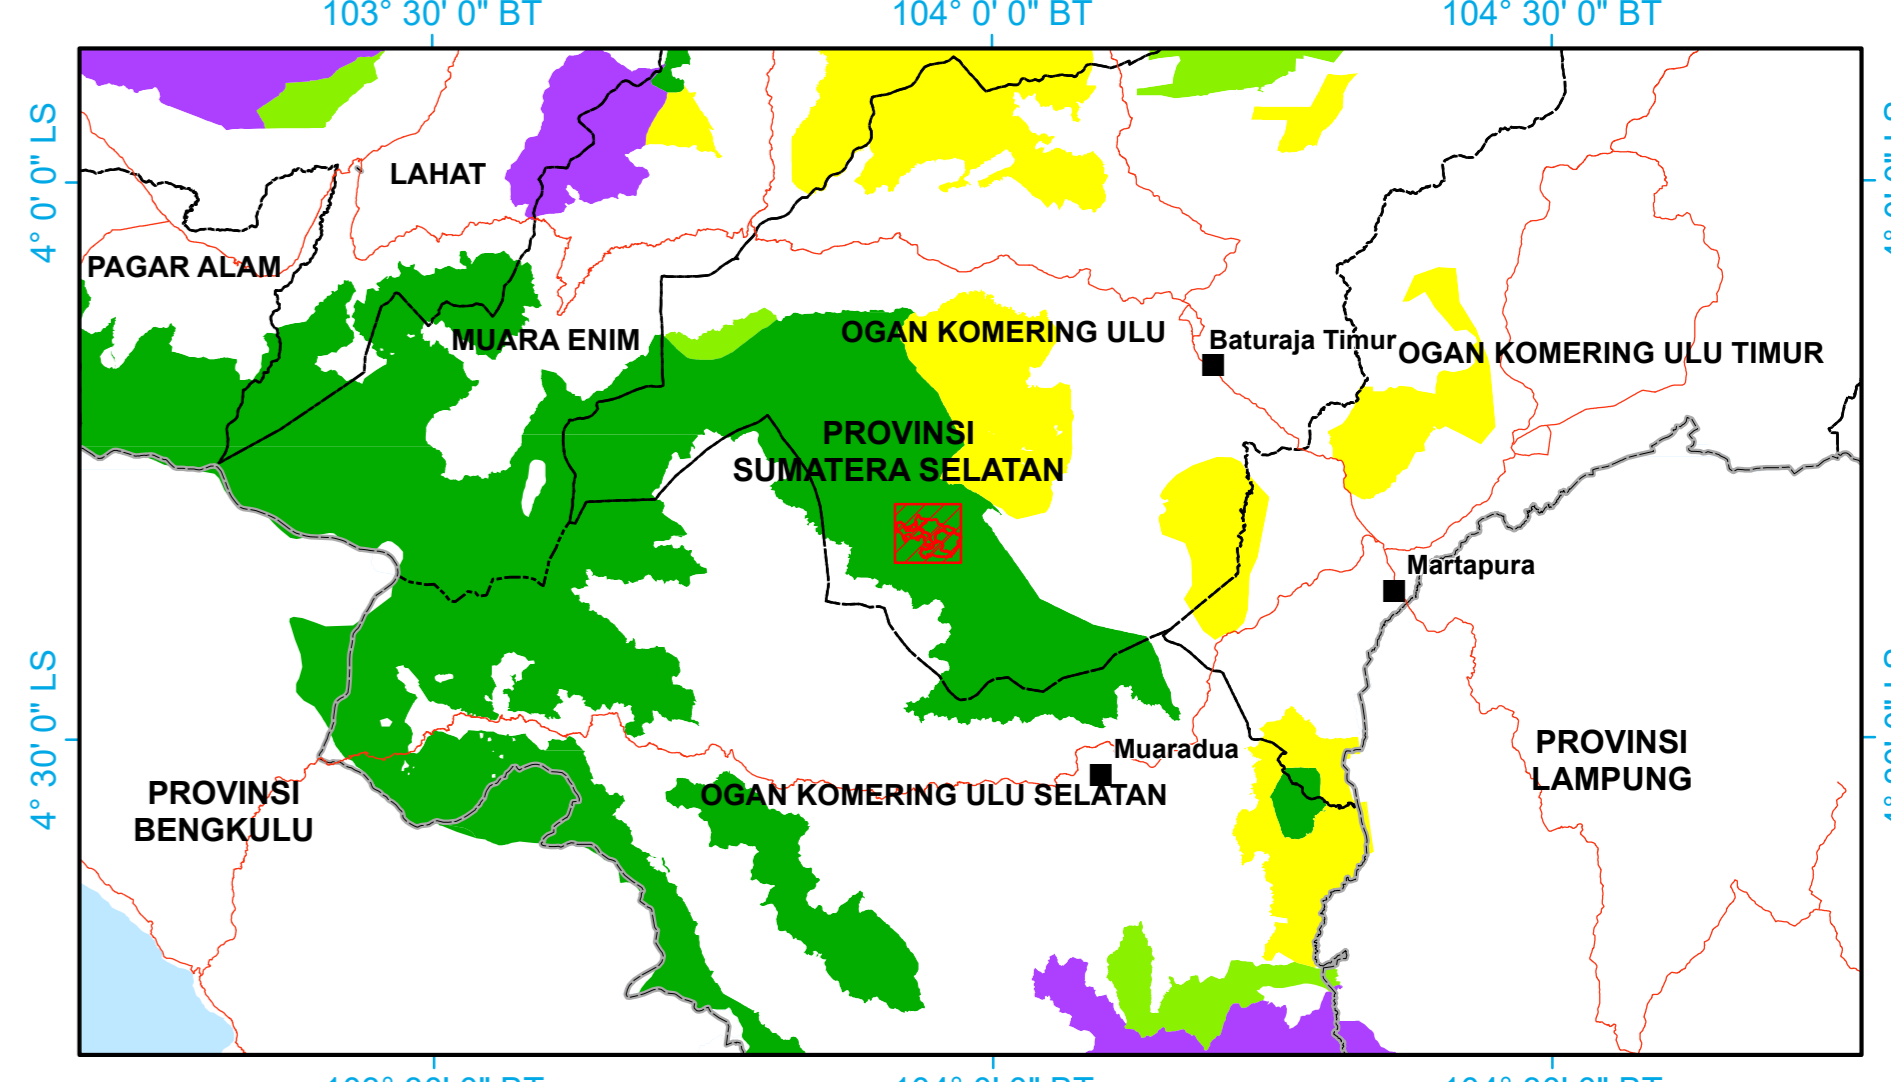 103° 30' 0" BT
104° 0' 0" BT
104° 30' 0" BT
4° 0' 0" LS
LAHAT
PAGAR ALAM
MUARA ENIM
OGAN KOMERING ULU
Baturaja Timur
OGAN KOMERING ULU TIMUR
PROVINSI
SUMATERA SELATAN
Martapura
4° 30' 0" LS
Muaradua
PROVINSI
LAMPUNG
PROVINSI
BENGKULU
OGAN KOMERING ULU SELATAN